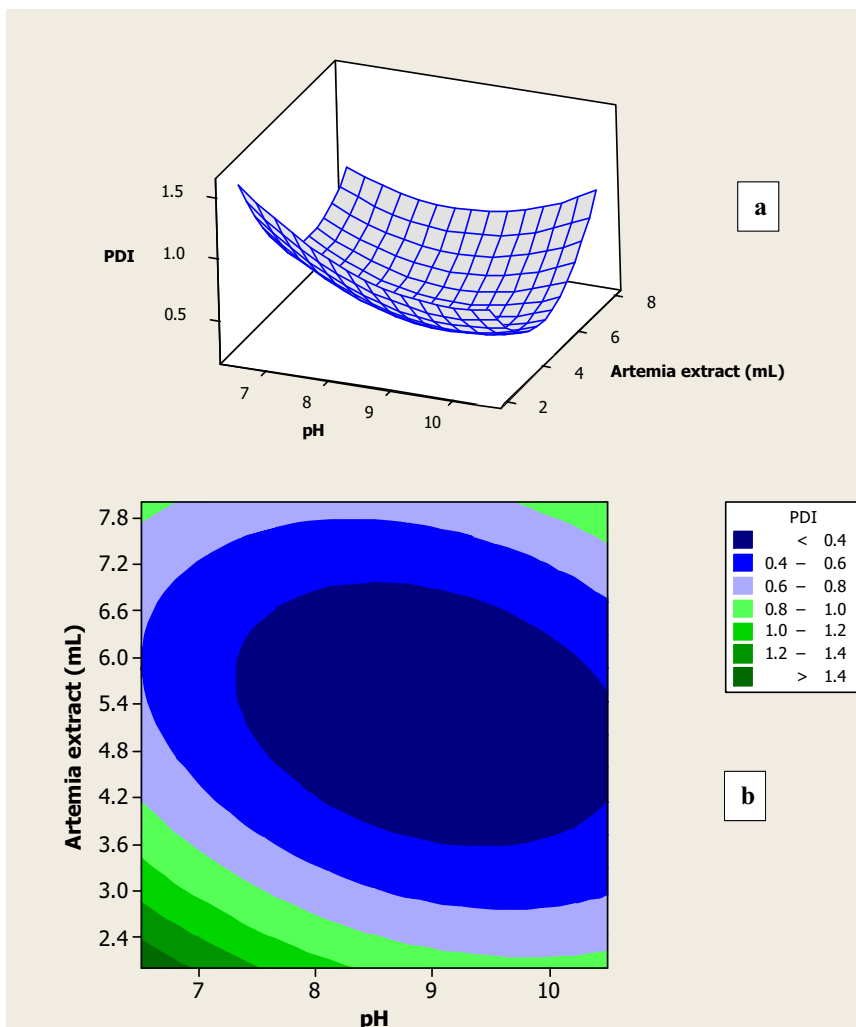 a
1.5
PDI
1.0
0.5
8
6
4
Artemia extract (mL)
2
7
8
9
10
pH
7.8
7.2
6.6
6.0
5.4
4.8
4.2
3.6
3.0
2.4
Artemia extract (mL)
7
8
9
10
pH
PDI
< 0.4
0.4 – 0.6
0.6 – 0.8
0.8 – 1.0
1.0 – 1.2
1.2 – 1.4
> 1.4
b